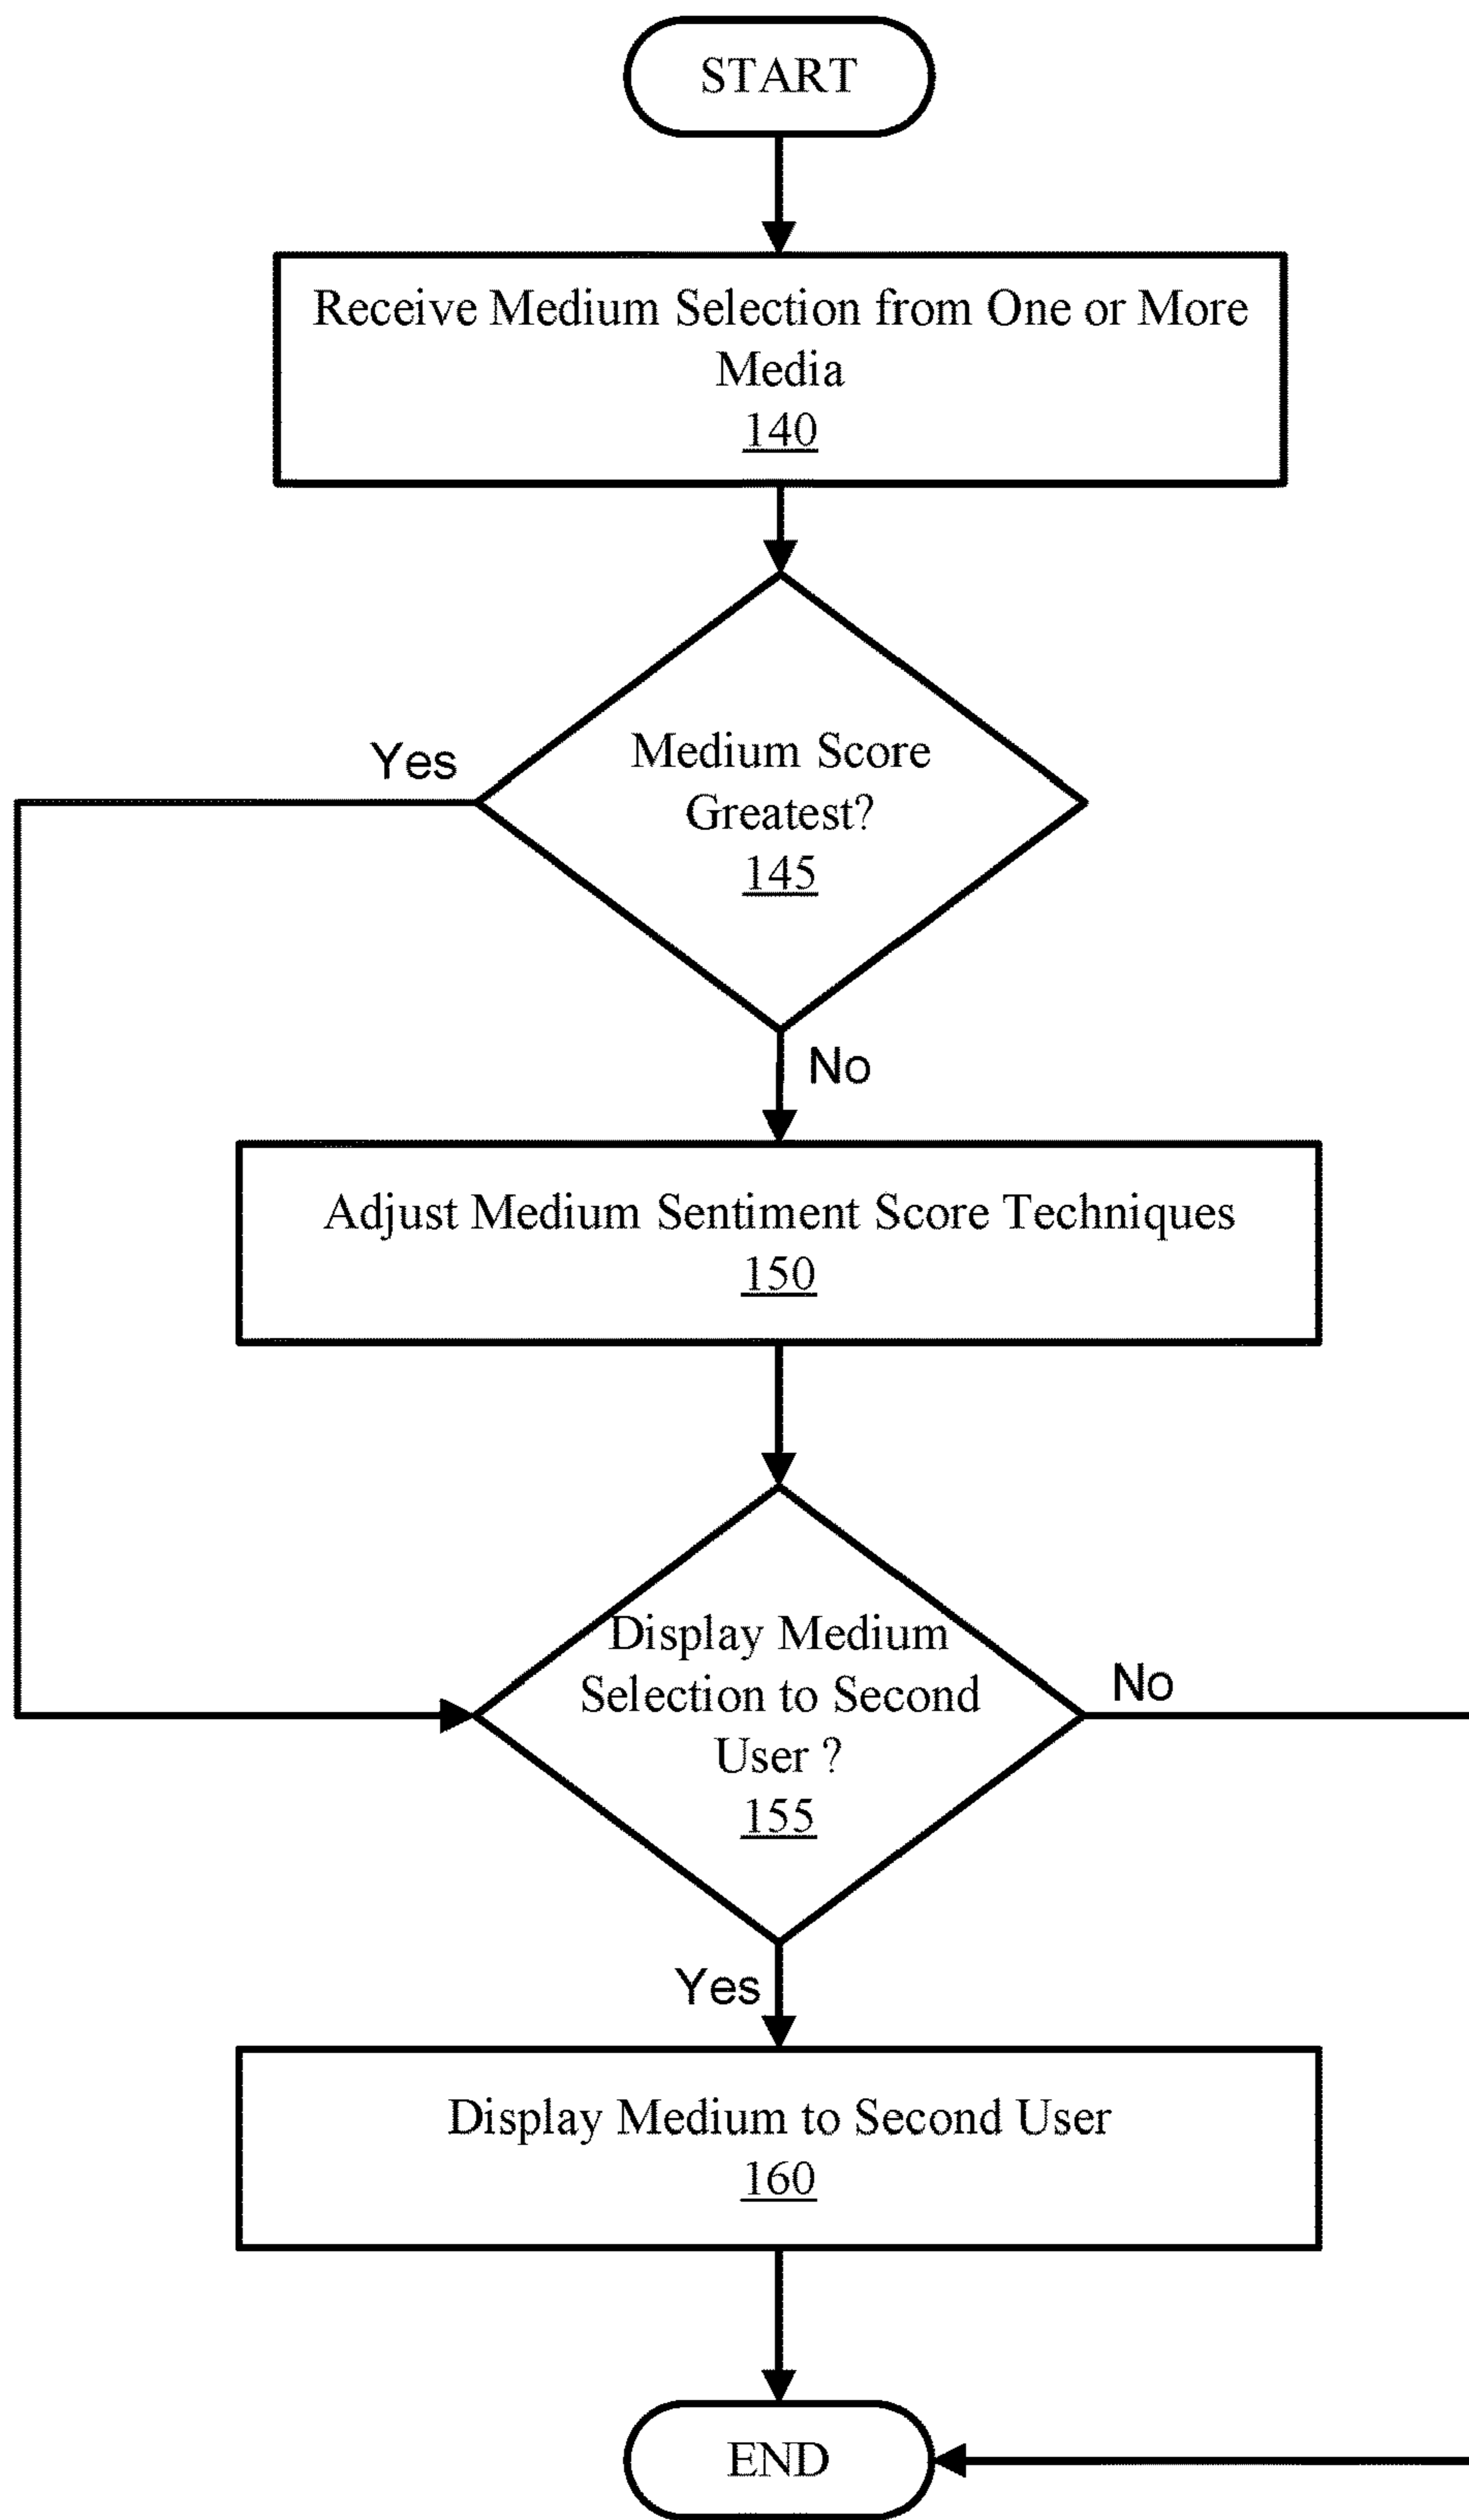 START
Receive Medium Selection from One or More
Media
140
Yes
Medium Score
Greatest?
145
No
Adjust Medium Sentiment Score Techniques
150
Display Medium
Selection to Second
User ?
155
No
Yes
Display Medium to Second User
160
END